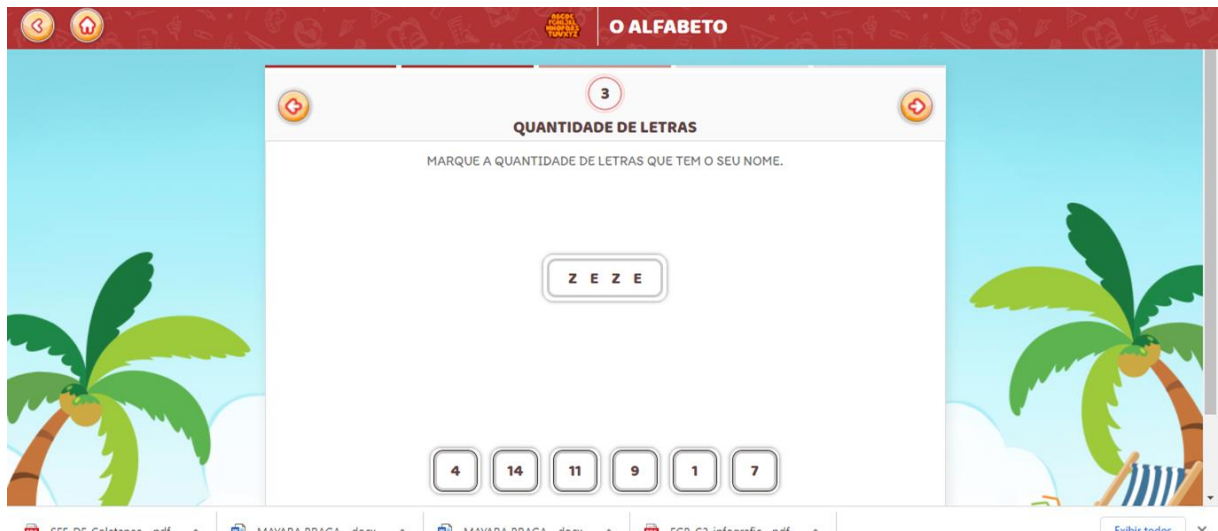 O ALFABETO
3
QUANTIDADE DE LETRAS
MARQUE A QUANTIDADE DE LETRAS QUE TEM O SEU NOME.
Z E Z E
4 14 11 9 1 7
Exibir todos